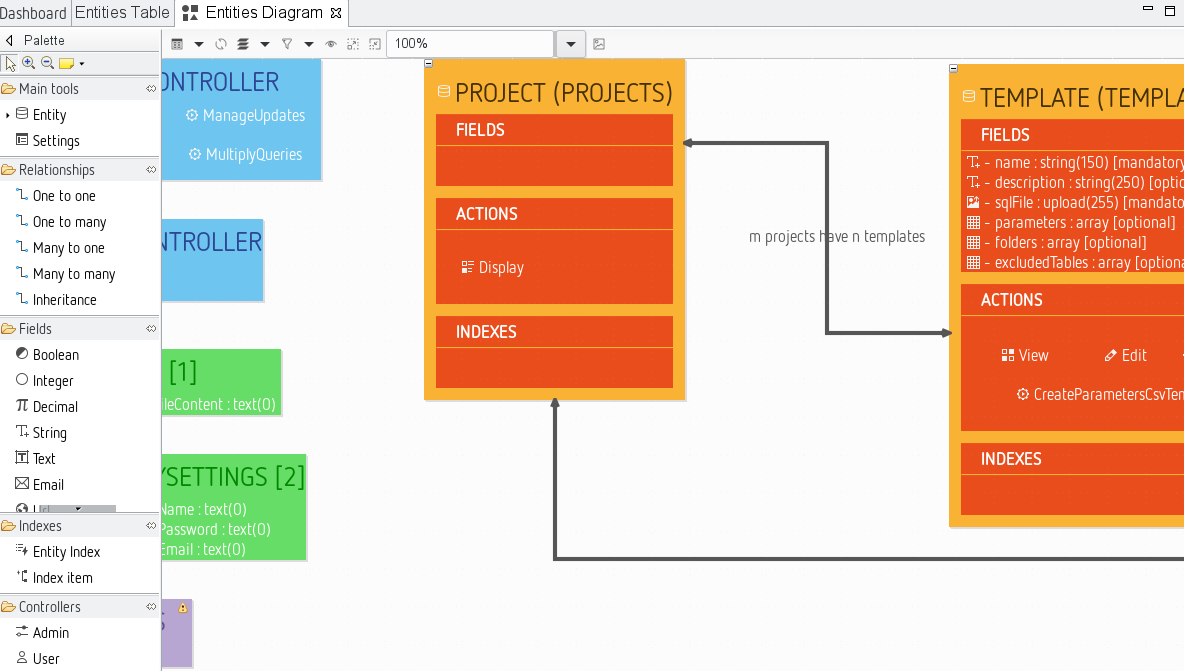 Dashboard
Entities Table
Entities Diagram
Palette
100%
Main tools
Entity
Settings
Relationships
One to one
One to many
Many to one
Many to many
Inheritance
Fields
Boolean
Integer
Decimal
String
Text
Email
Indexes
Entity Index
Index item
Controllers
Admin
User
ONTROLLER
ManageUpdates
MultiplyQueries
NTROLLER
[1]
ileContent : text(0)
YSETTINGS [2]
Name : text(0)
Password : text(0)
Email : text(0)
PROJECT (PROJECTS)
FIELDS
ACTIONS
Display
INDEXES
m projects have n templates
TEMPLATE (TEMPLA
FIELDS
- name : string(150) [mandatory
- description : string(250) [optio
- sqlFile : upload(255) [mandato
- parameters : array [optional]
- folders : array [optional]
- excludedTables : array [optiona
ACTIONS
View
Edit
CreateParametersCsvTem
INDEXES